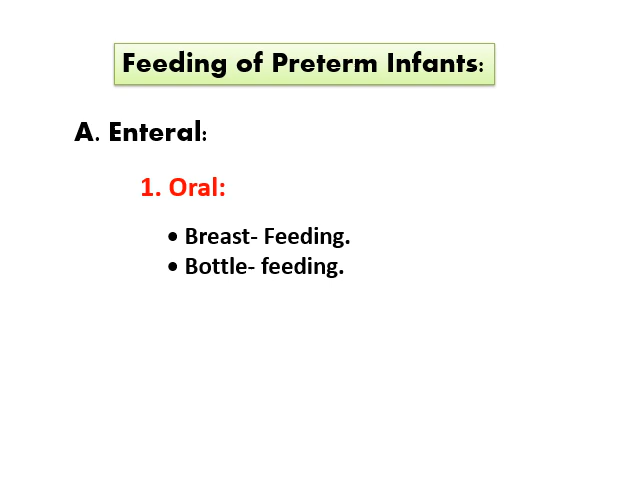 Feeding of Preterm Infants:
A. Enteral:
1. Oral:
• Breast- Feeding.
• Bottle- feeding.